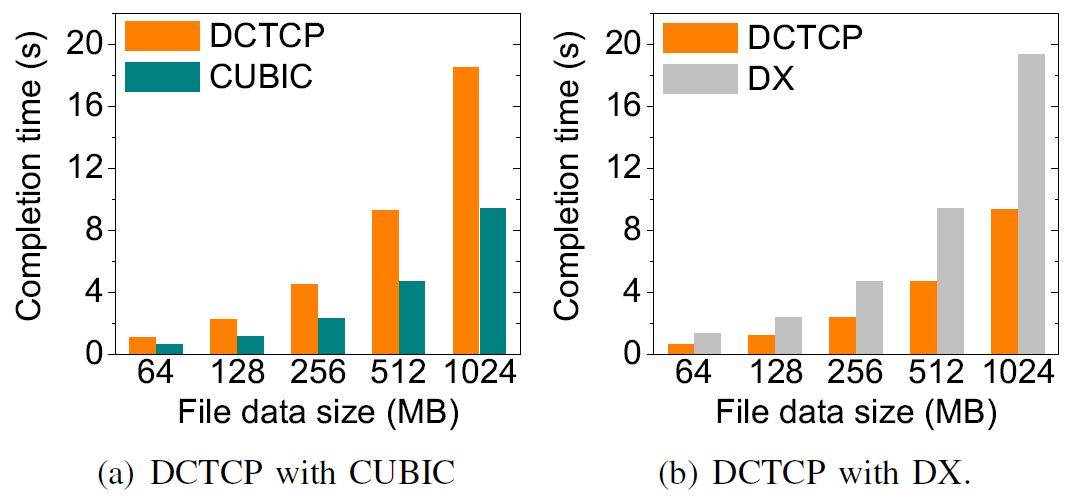 Completion time (s)
20
16
12
8
4
0
DCTCP
CUBIC
64 128 256 512 1024
File data size (MB)
(a) DCTCP with CUBIC
Completion time (s)
20
16
12
8
4
0
DCTCP
DX
64 128 256 512 1024
File data size (MB)
(b) DCTCP with DX.